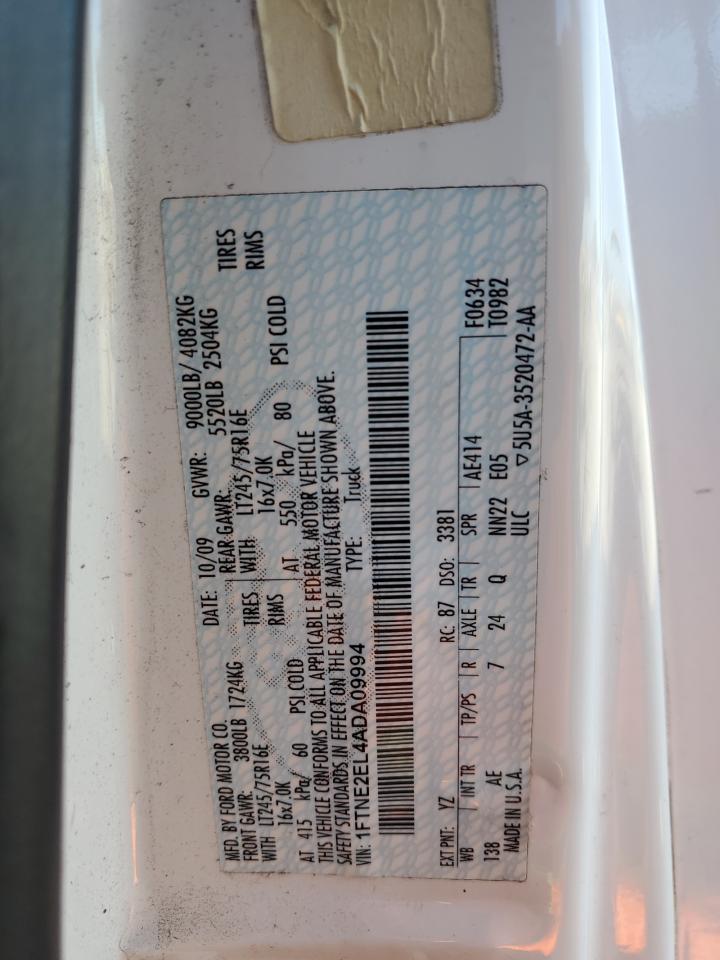 MFD. BY FORD MOTOR CO.
DATE: 10/09 GVWR: 9000LB/ 4082KG
FRONT GAWR: 3800LB 1724KG REAR GAWR: 5520LB 2504KG
WITH LT245/75R16E TIRES WITH LT245/75R16E TIRES
16x7.0K RIMS 16x7.0K RIMS
AT 415 kPa/ 60 PSI COLD AT 550 kPa/ 80 PSI COLD
THIS VEHICLE CONFORMS TO ALL APPLICABLE FEDERAL MOTOR VEHICLE
SAFETY STANDARDS IN EFFECT ON THE DATE OF MANUFACTURE SHOWN ABOVE.
VIN: 1FTNE2EL4ADA09994 TYPE: Truck
EXT PNT: YZ RC: 87 DSO: 3381 F0634
WB INT TR TP/PS R AXLE TR SPR AE414 T0982
138 AE 7 24 Q NN22 E05
MADE IN U.S.A. ULC ▽5U5A-3520472-AA